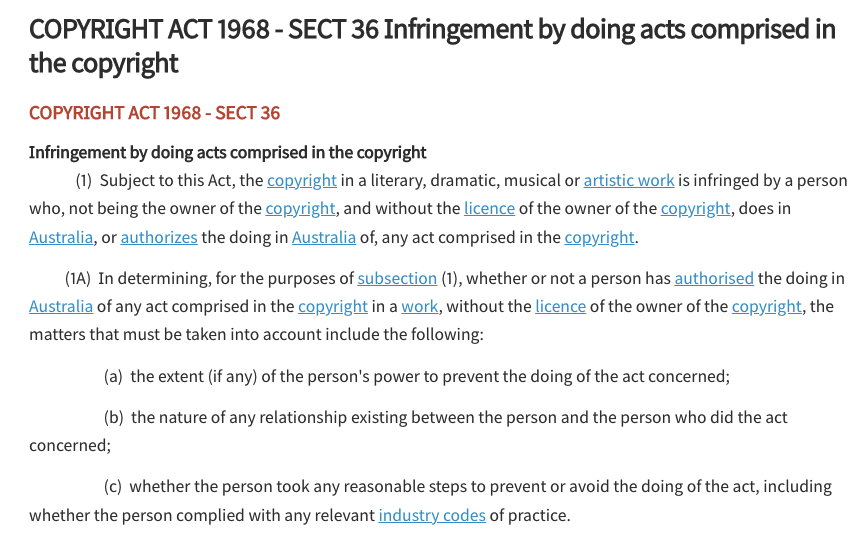 COPYRIGHT ACT 1968 - SECT 36 Infringement by doing acts comprised in
the copyright
COPYRIGHT ACT 1968 - SECT 36
Infringement by doing acts comprised in the copyright
(1) Subject to this Act, the copyright in a literary, dramatic, musical or artistic work is infringed by a person
who, not being the owner of the copyright, and without the licence of the owner of the copyright, does in
Australia, or authorizes the doing in Australia of, any act comprised in the copyright.
(1A) In determining, for the purposes of subsection (1), whether or not a person has authorised the doing in
Australia of any act comprised in the copyright in a work, without the licence of the owner of the copyright, the
matters that must be taken into account include the following:
(a) the extent (if any) of the person's power to prevent the doing of the act concerned;
(b) the nature of any relationship existing between the person and the person who did the act
concerned;
(c) whether the person took any reasonable steps to prevent or avoid the doing of the act, including
whether the person complied with any relevant industry codes of practice.